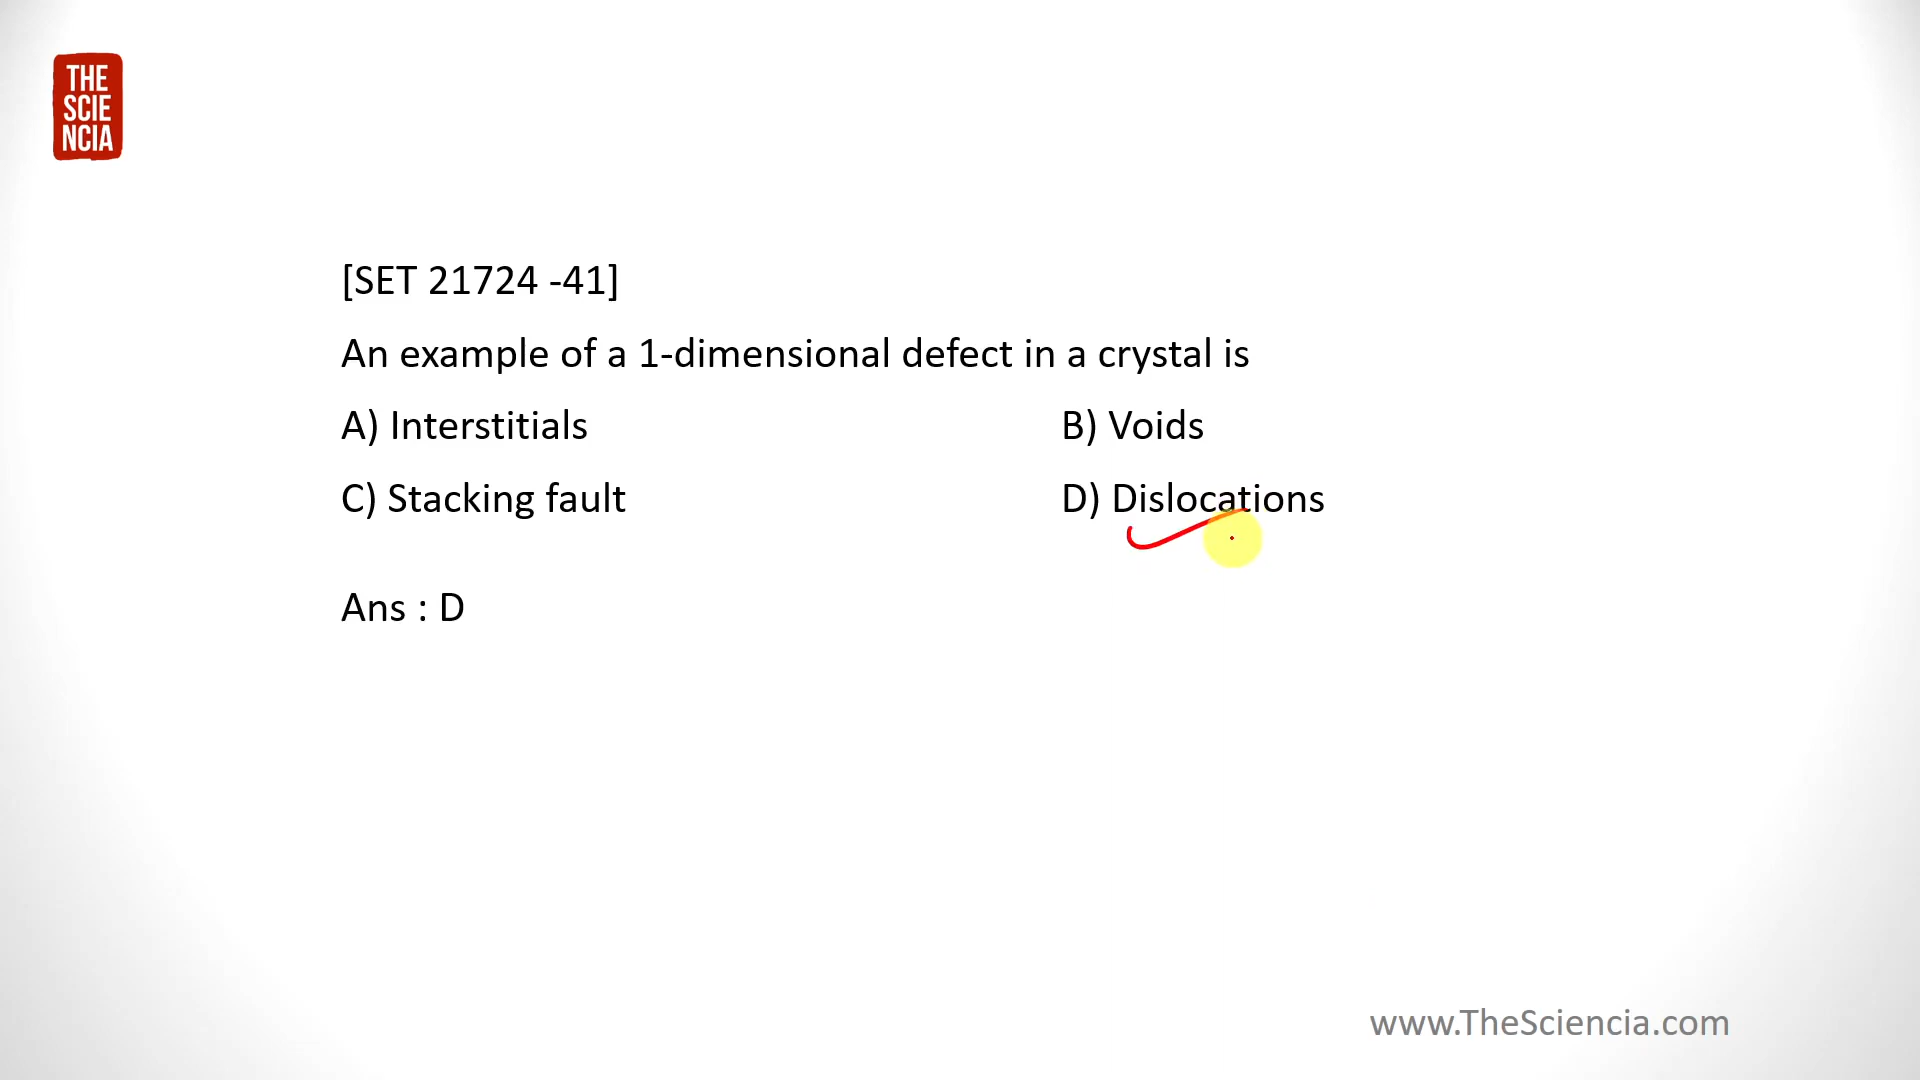 THE
SCIE
NCIA
[SET 21724 -41]
An example of a 1-dimensional defect in a crystal is
A) Interstitials B) Voids
C) Stacking fault D) Dislocations
Ans : D
www.TheSciencia.com